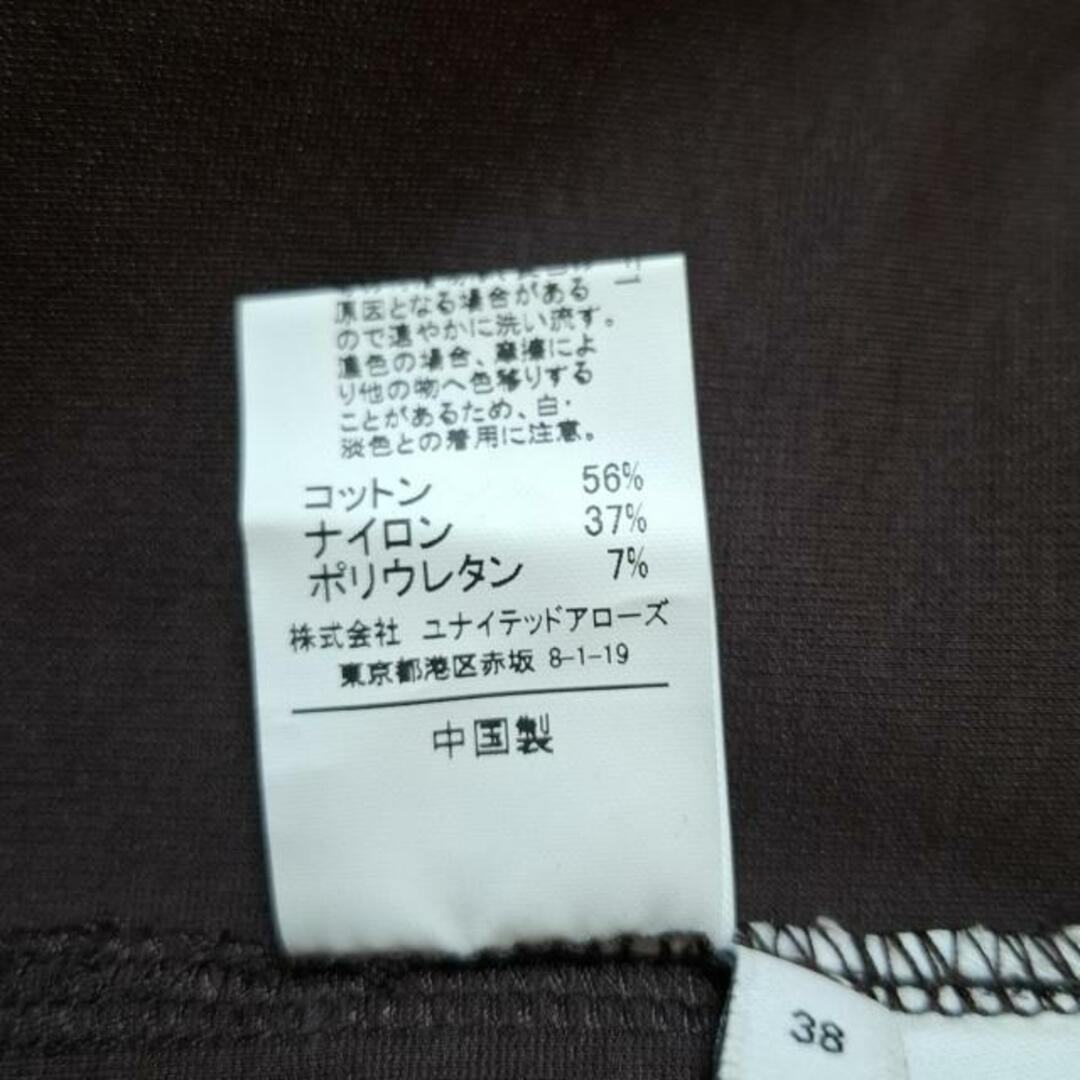 原因となる場合がある
ので速やかに洗い流す。
濃色の場合、摩擦によ
り他の物へ色移りする
ことがあるため、白・
淡色との着用に注意。
コットン 56%
ナイロン 37%
ポリウレタン 7%
株式会社 ユナイテッドアローズ
東京都港区赤坂 8-1-19
中国製
38